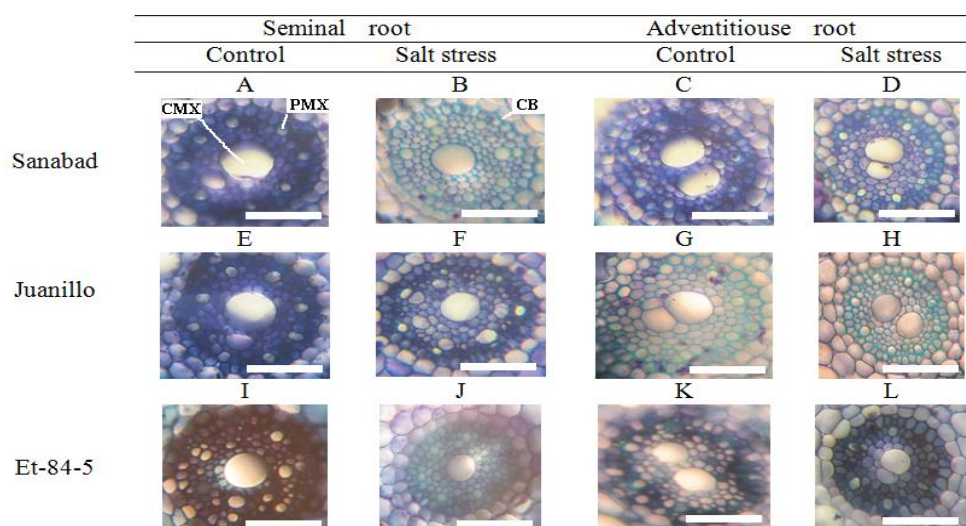 Seminal root Adventitiouse root
Control Salt stress Control Salt stress
A B C D
CMX PMX CB
Sanabad
E F G H
Juanillo
I J K L
Et-84-5